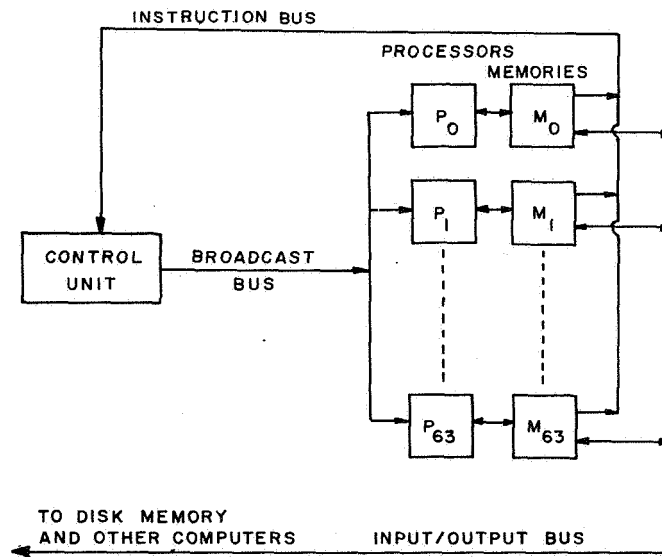 INSTRUCTION BUS
PROCESSORS
MEMORIES
P0
M0
P1
M1
CONTROL
UNIT
BROADCAST
BUS
P63
M63
TO DISK MEMORY
AND OTHER COMPUTERS
INPUT/OUTPUT BUS